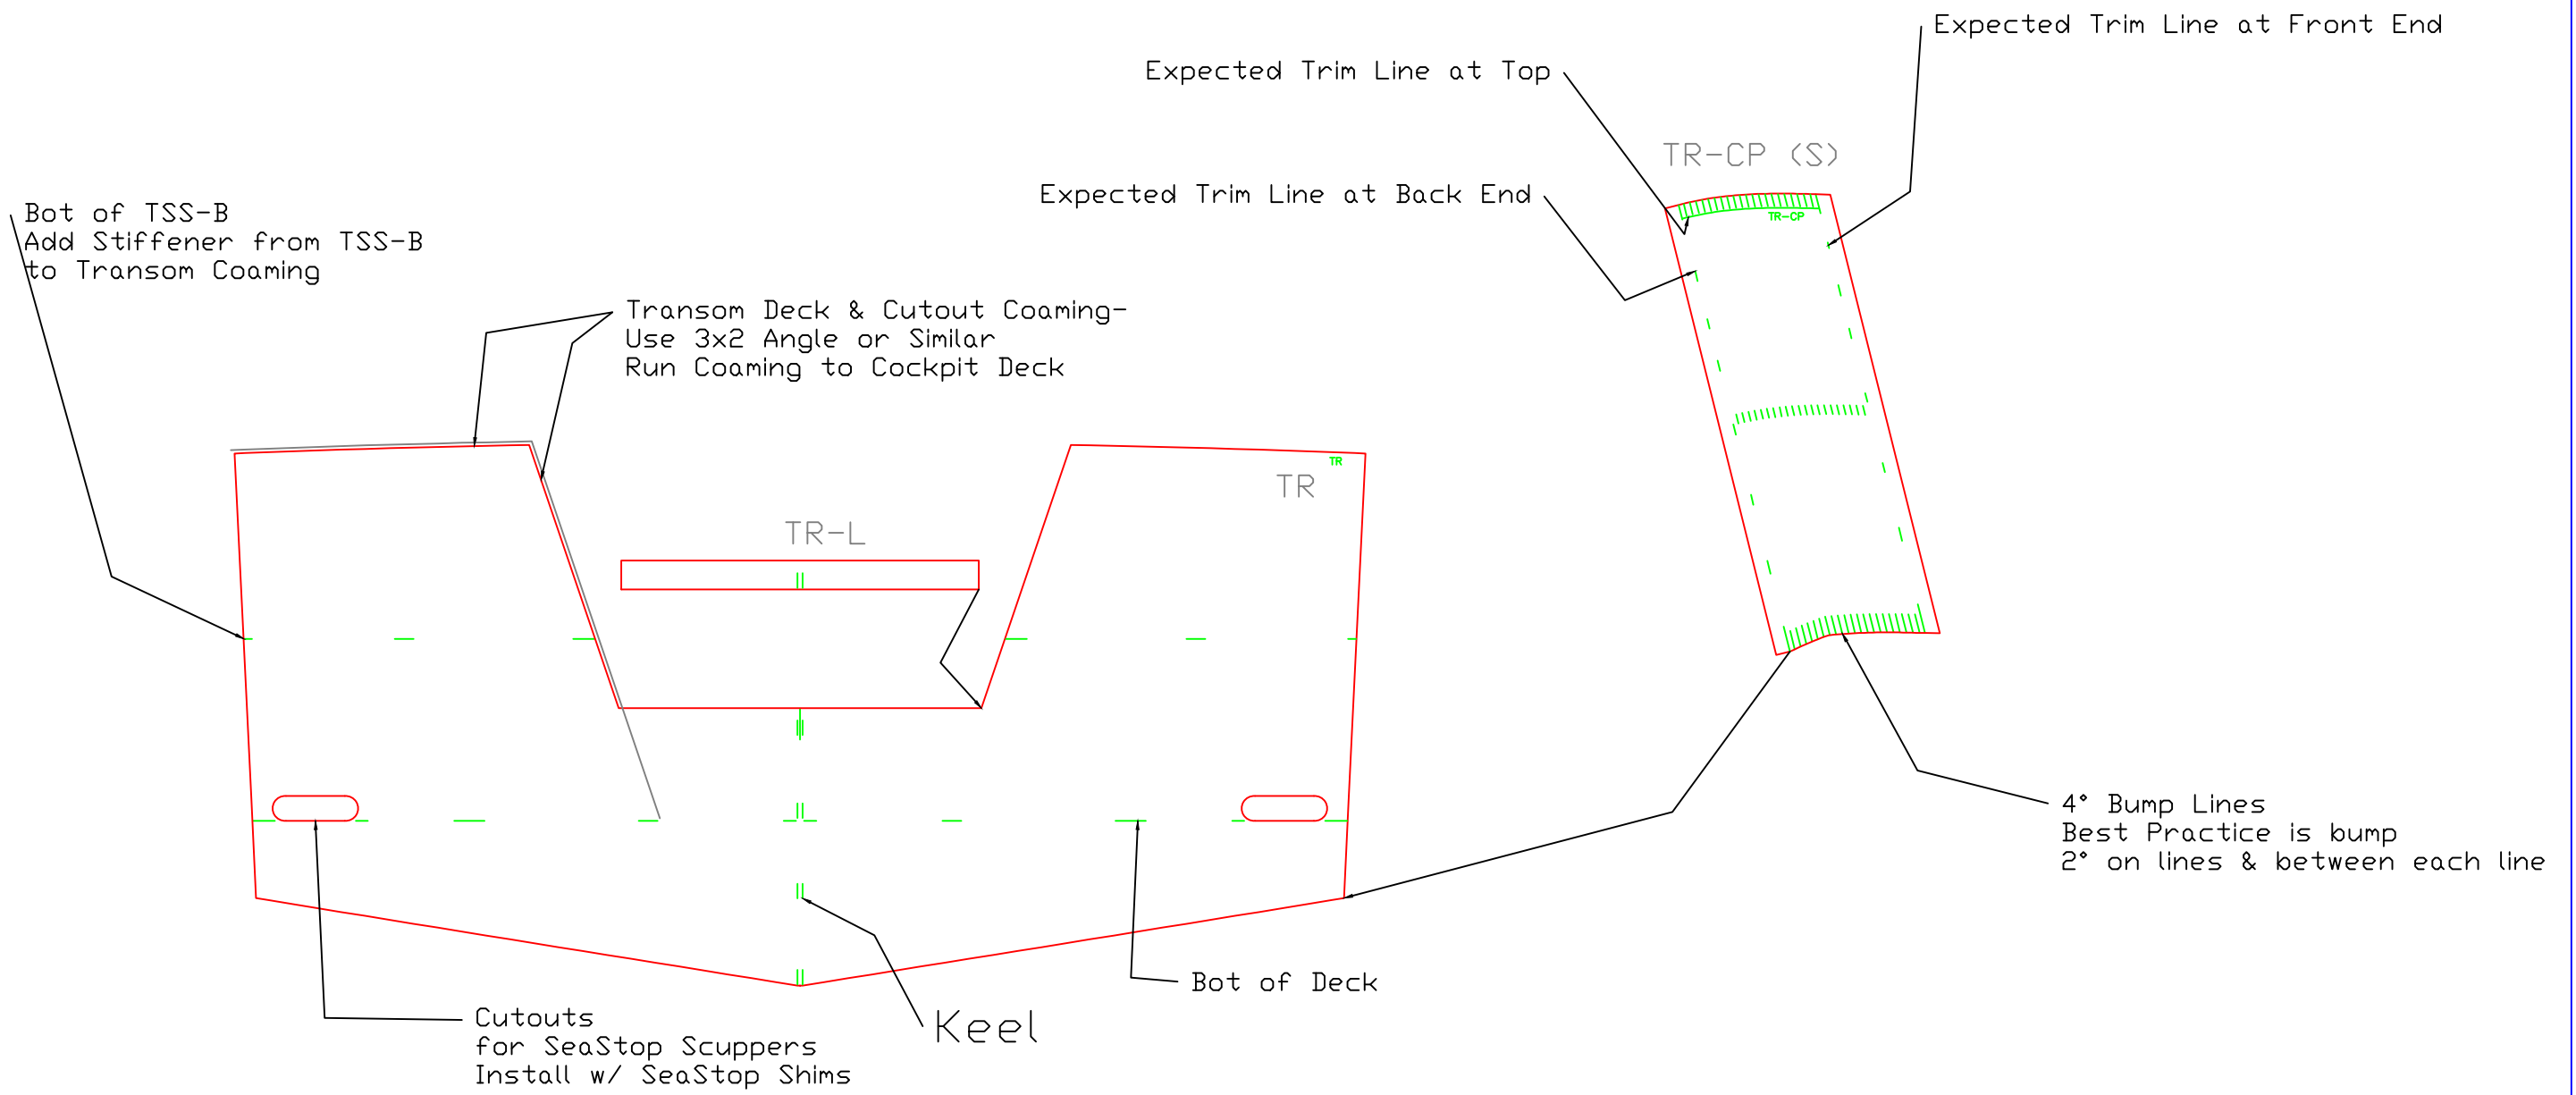 Expected Trim Line at Front End
Expected Trim Line at Top
TR-CP (S)
Expected Trim Line at Back End
TR-CP
Bot of TSS-B
Add Stiffener from TSS-B
to Transom Coaming
Transom Deck & Cutout Coaming-
Use 3x2 Angle or Similar
Run Coaming to Cockpit Deck
TR
TR
TR-L
4° Bump Lines
Best Practice is bump
2° on lines & between each line
Bot of Deck
Keel
Cutouts
for SeaStop Scuppers
Install w/ SeaStop Shims